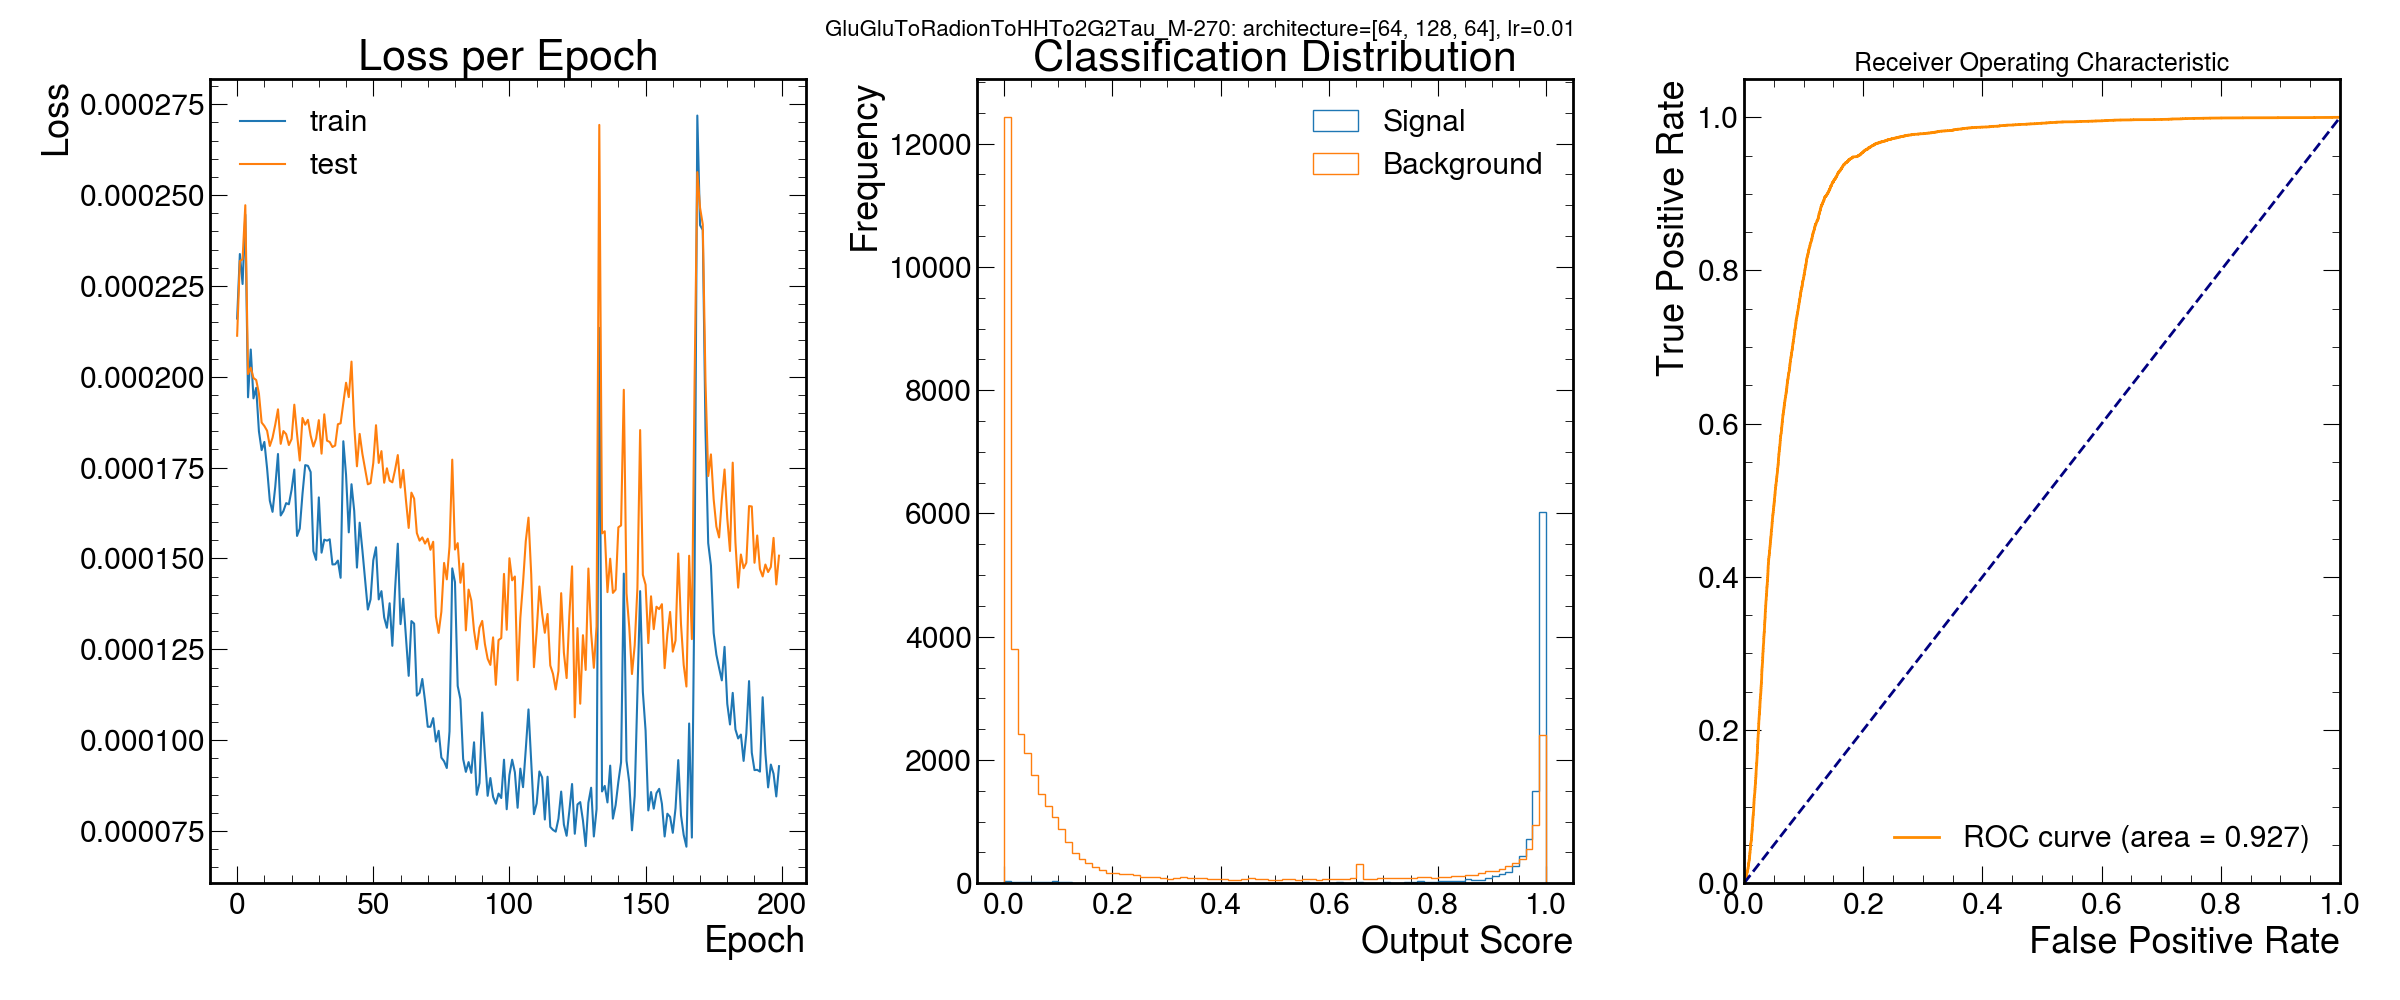 GluGluToRadionToHHTo2G2Tau_M-270: architecture=[64, 128, 64], lr=0.01
Loss per Epoch
Loss
0.000275
0.000250
0.000225
0.000200
0.000175
0.000150
0.000125
0.000100
0.000075
train
test
0 50 100 150 200
Epoch
Classification Distribution
Frequency
12000
10000
8000
6000
4000
2000
0
Signal
Background
0.0 0.2 0.4 0.6 0.8 1.0
Output Score
Receiver Operating Characteristic
True Positive Rate
1.0
0.8
0.6
0.4
0.2
0.0
ROC curve (area = 0.927)
0.0 0.2 0.4 0.6 0.8 1.0
False Positive Rate